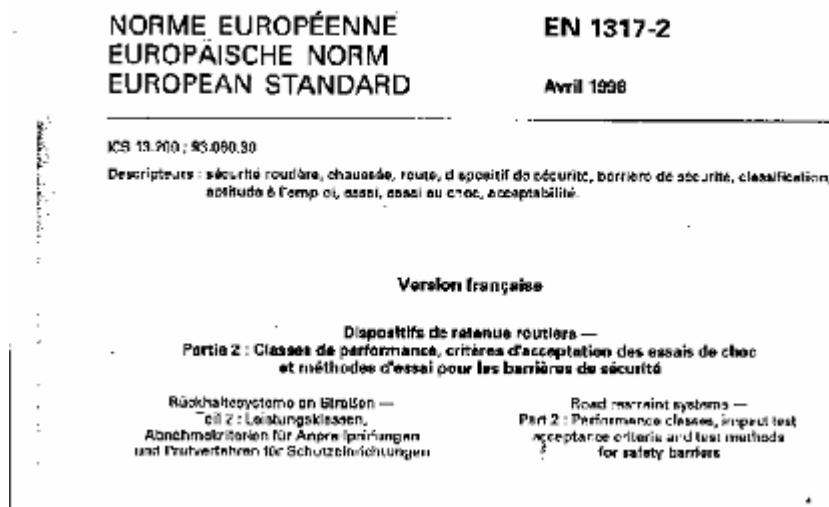 NORME EUROPÉENNE
EUROPÄISCHE NORM
EUROPEAN STANDARD
EN 1317-2
Avril 1998
ICS 13.200 ; 93.080.30
Descripteurs : sécurité routière, chaussée, route, dispositif de sécurité, barrière de sécurité, classification,
aptitude à l'emploi, essai, essai au choc, acceptabilité.
Version française
Dispositifs de retenue routiers —
Partie 2 : Classes de performance, critères d'acceptation des essais de choc
et méthodes d'essai pour les barrières de sécurité
Rückhaltesysteme an Straßen —
Teil 2 : Leistungsklassen,
Abnahmekriterien für Anprallprüfungen
und Prüfverfahren für Schutzeinrichtungen
Road restraint systems —
Part 2 : Performance classes, impact test
acceptance criteria and test methods
for safety barriers